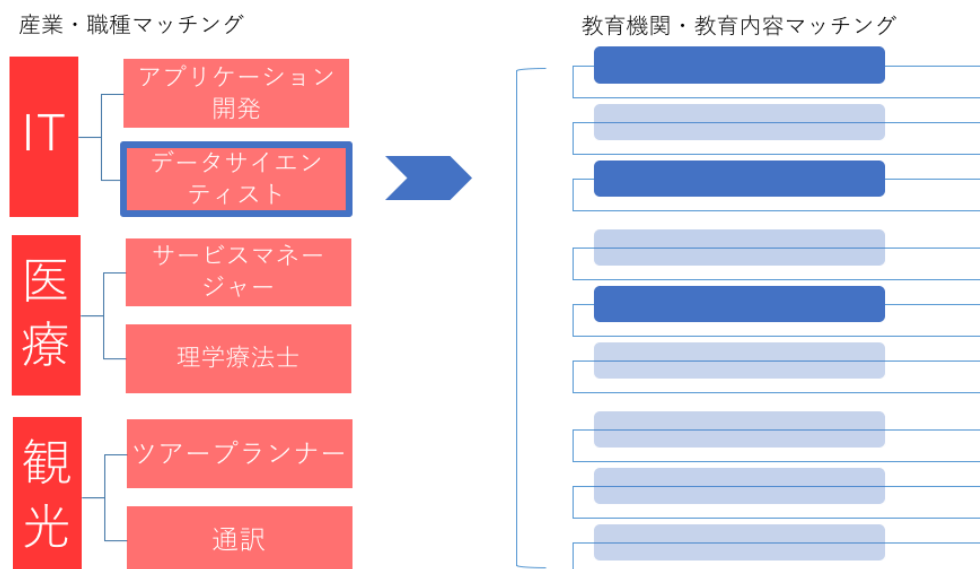 産業・職種マッチング
教育機関・教育内容マッチング
IT
アプリケーション
開発
データサイエン
ティスト
医
療
サービスマネー
ジャー
理学療法士
観
光
ツアープランナー
通訳